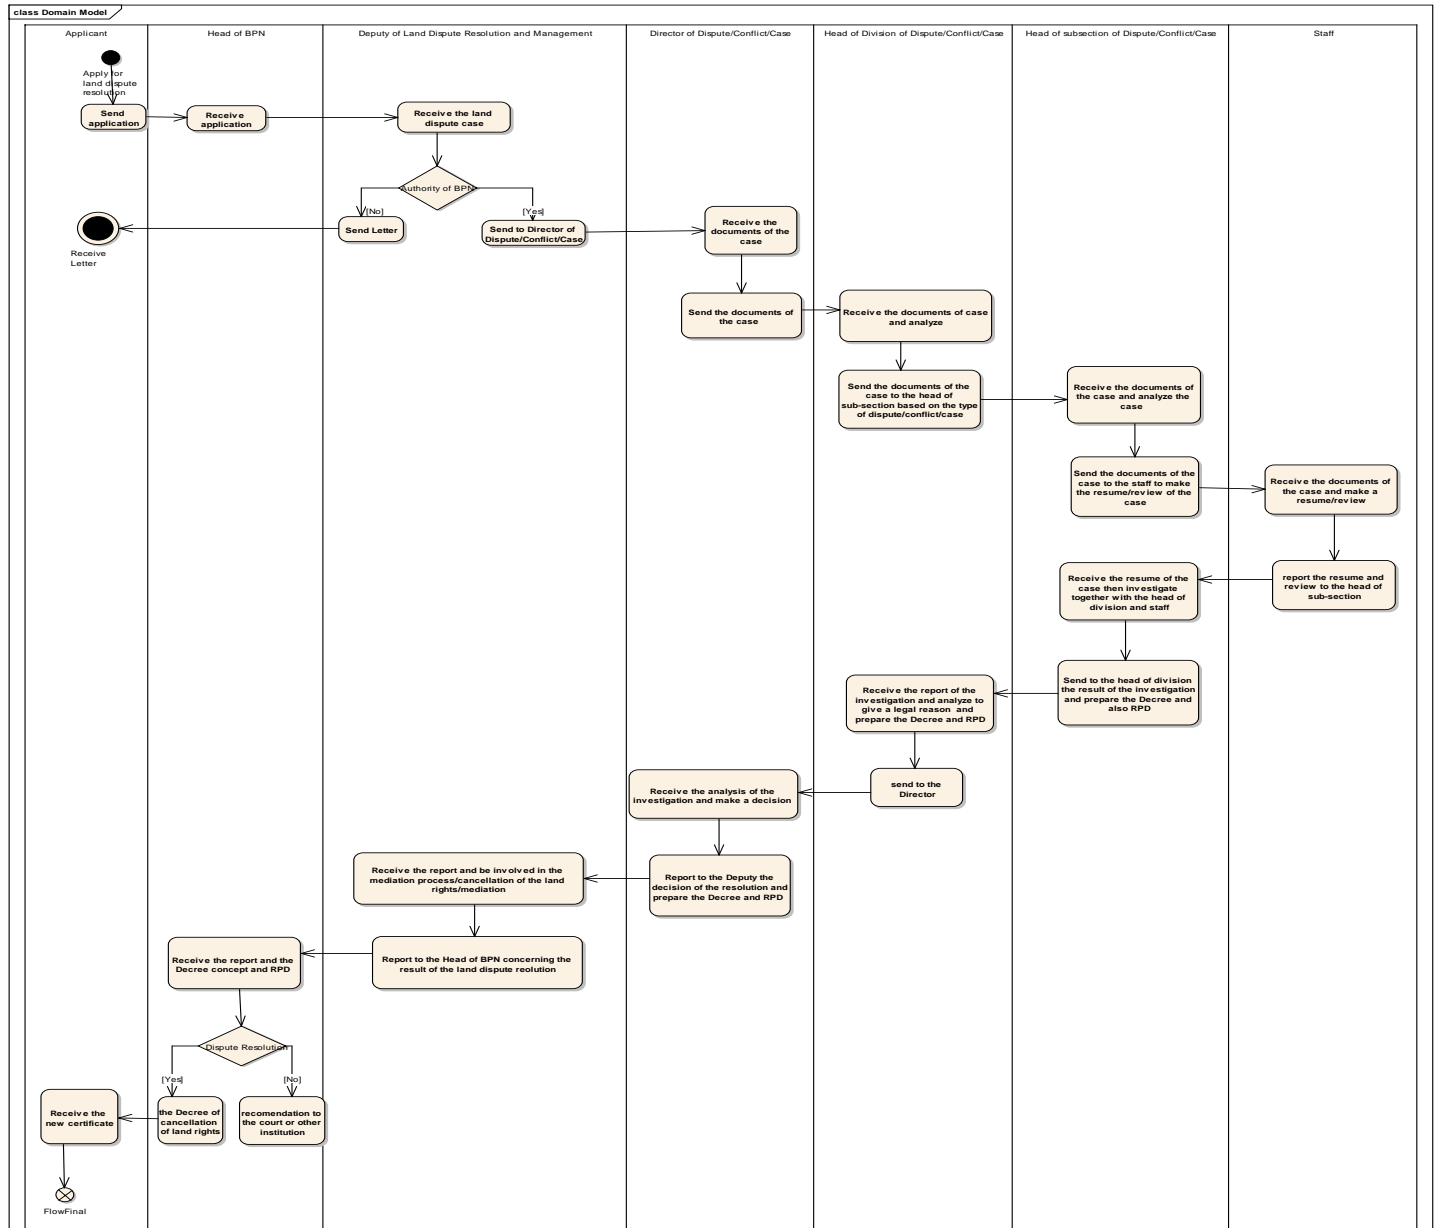 class Domain Model
Applicant
Head of BPN
Deputy of Land Dispute Resolution and Management
Director of Dispute/Conflict/Case
Head of Division of Dispute/Conflict/Case
Head of subsection of Dispute/Conflict/Case
Staff
Apply for
land dispute
resolution
Send
application
Receive
application
Receive the land
dispute case
Authority of BPN
[No]
[Yes]
Send Letter
Send to Director of
Dispute/Conflict/Case
Receive
Letter
Receive the
documents of the
case
Send the documents of
the case
Receive the documents of case
and analyze
Send the documents of the
case to the head of
sub-section based on the type
of dispute/conflict/case
Receive the documents of
the case and analyze the
case
Send the documents of the
case to the staff to make
the resume/review of the
case
Receive the documents of
the case and make a
resume/review
report the resume and
review to the head of
sub-section
Receive the resume of the
case then investigate
together with the head of
division and staff
Send to the head of division
the result of the investigation
and prepare the Decree and
also RPD
Receive the report of the
investigation and analyze to
give a legal reason and
prepare the Decree and RPD
send to the
Director
Receive the analysis of the
investigation and make a decision
Report to the Deputy the
decision of the resolution and
prepare the Decree and RPD
Receive the report and be involved in the
mediation process/cancellation of the land
rights/mediation
Report to the Head of BPN concerning the
result of the land dispute reolution
Receive the report and the
Decree concept and RPD
Dispute Resolution
[Yes]
[No]
the Decree of
cancellation
of land rights
recomendation to
the court or other
institution
Receive the
new certificate
FlowFinal